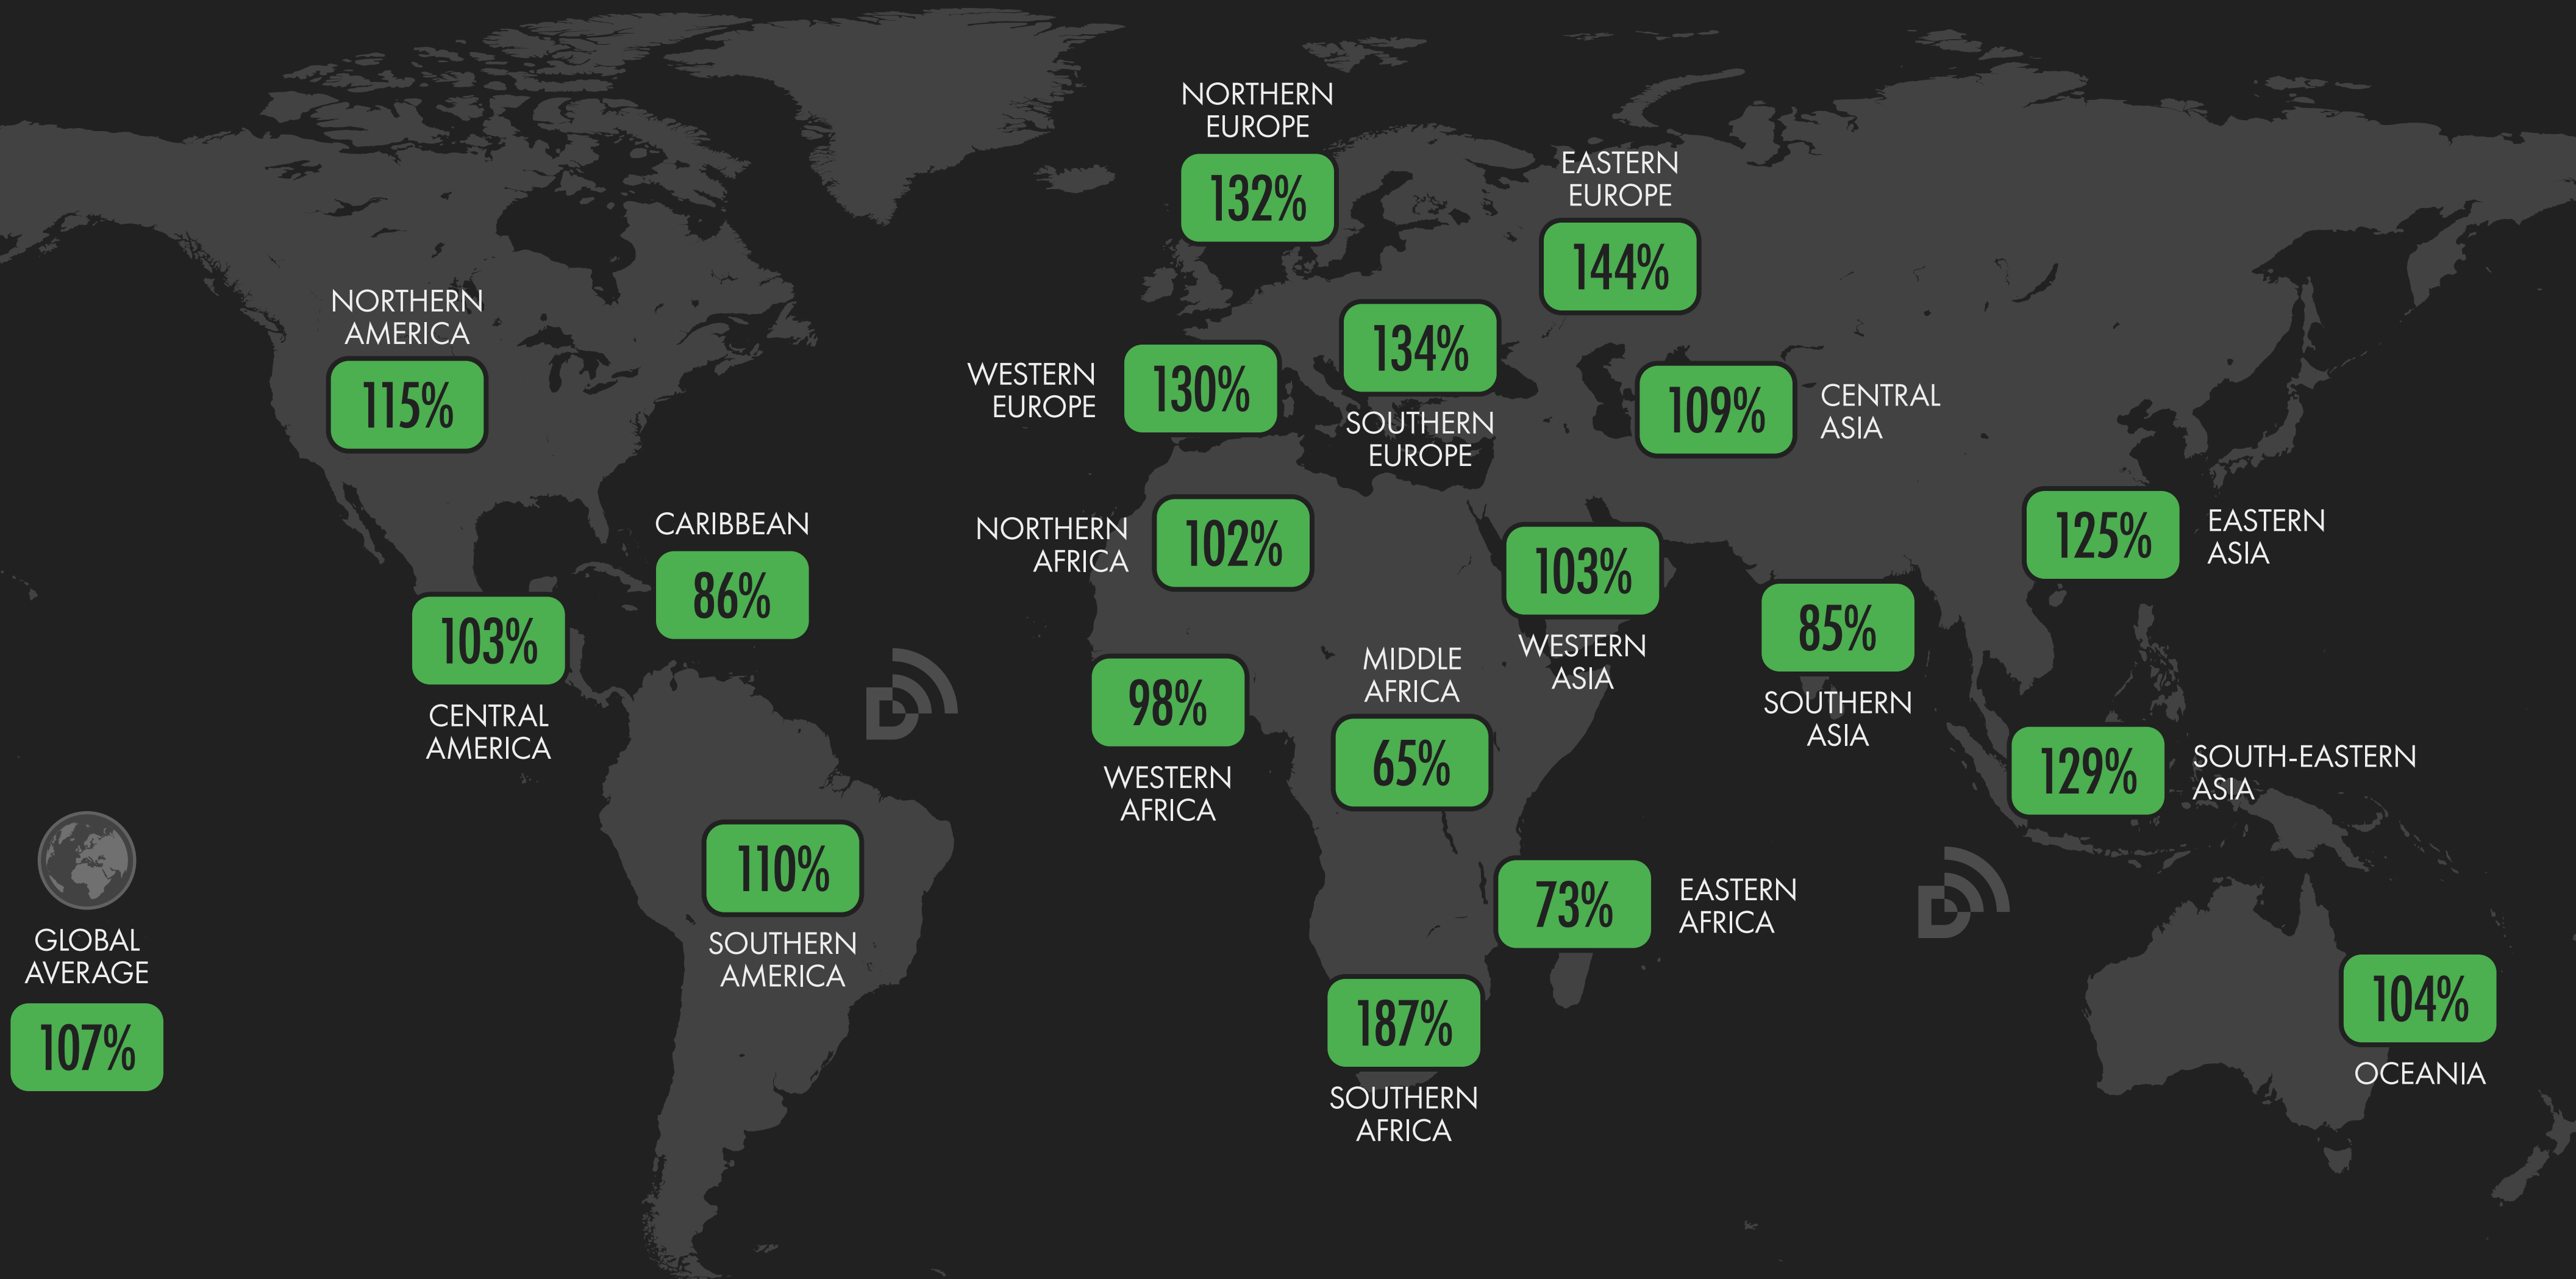 NORTHERN
EUROPE
132%
EASTERN
EUROPE
144%
NORTHERN
AMERICA
115%
WESTERN
EUROPE
130%
134%
SOUTHERN
EUROPE
109%
CENTRAL
ASIA
CARIBBEAN
86%
NORTHERN
AFRICA
102%
103%
WESTERN
ASIA
125%
EASTERN
ASIA
103%
CENTRAL
AMERICA
85%
SOUTHERN
ASIA
98%
WESTERN
AFRICA
MIDDLE
AFRICA
65%
129%
SOUTH-EASTERN
ASIA
110%
SOUTHERN
AMERICA
73%
EASTERN
AFRICA
GLOBAL
AVERAGE
107%
187%
SOUTHERN
AFRICA
104%
OCEANIA